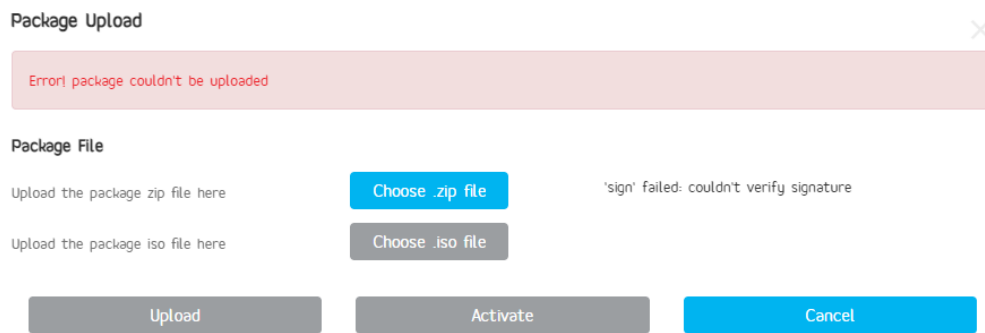 Package Upload
Error! package couldn't be uploaded
Package File
Upload the package zip file here
Choose .zip file
'sign' failed: couldn't verify signature
Upload the package iso file here
Choose .iso file
Upload
Activate
Cancel